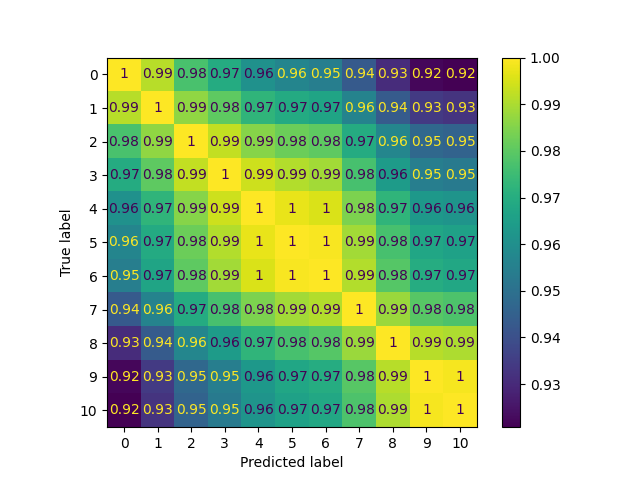 0 1 0.99 0.98 0.97 0.96 0.96 0.95 0.94 0.93 0.92 0.92
1 0.99 1 0.99 0.98 0.97 0.97 0.97 0.96 0.94 0.93 0.93
2 0.98 0.99 1 0.99 0.99 0.98 0.98 0.97 0.96 0.95 0.95
3 0.97 0.98 0.99 1 0.99 0.99 0.99 0.98 0.96 0.95 0.95
4 0.96 0.97 0.99 0.99 1 1 1 0.98 0.97 0.96 0.96
5 0.96 0.97 0.98 0.99 1 1 1 0.99 0.98 0.97 0.97
6 0.95 0.97 0.98 0.99 1 1 1 0.99 0.98 0.97 0.97
7 0.94 0.96 0.97 0.98 0.98 0.99 0.99 1 0.99 0.98 0.98
8 0.93 0.94 0.96 0.96 0.97 0.98 0.98 0.99 1 0.99 0.99
9 0.92 0.93 0.95 0.95 0.96 0.97 0.97 0.98 0.99 1 1
10 0.92 0.93 0.95 0.95 0.96 0.97 0.97 0.98 0.99 1 1
0 1 2 3 4 5 6 7 8 9 10
Predicted label
True label
1.00
0.99
0.98
0.97
0.96
0.95
0.94
0.93